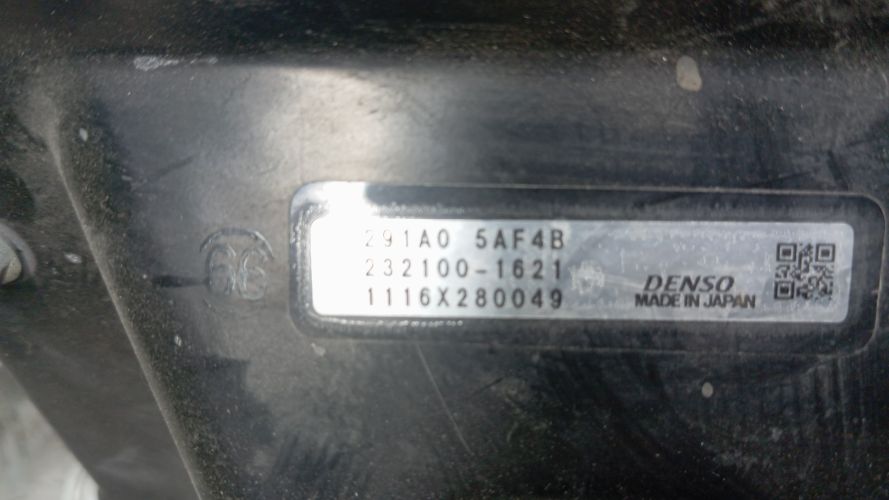 291A0 5AF4B
232100-1621
1116X280049
DENSO
MADE IN JAPAN